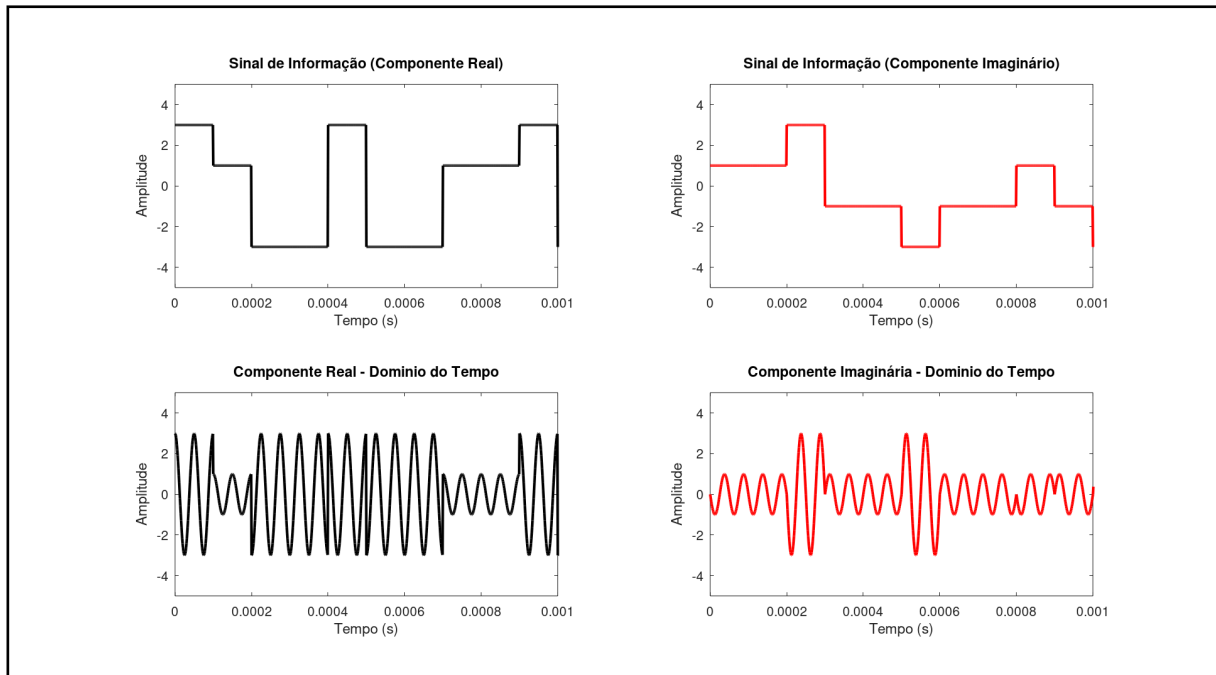 Sinal de Informação (Componente Real)
4
2
0
-2
-4
Amplitude
0 0.0002 0.0004 0.0006 0.0008 0.001
Tempo (s)
Sinal de Informação (Componente Imaginário)
4
2
0
-2
-4
Amplitude
0 0.0002 0.0004 0.0006 0.0008 0.001
Tempo (s)
Componente Real - Dominio do Tempo
4
2
0
-2
-4
Amplitude
0 0.0002 0.0004 0.0006 0.0008 0.001
Tempo (s)
Componente Imaginária - Dominio do Tempo
4
2
0
-2
-4
Amplitude
0 0.0002 0.0004 0.0006 0.0008 0.001
Tempo (s)